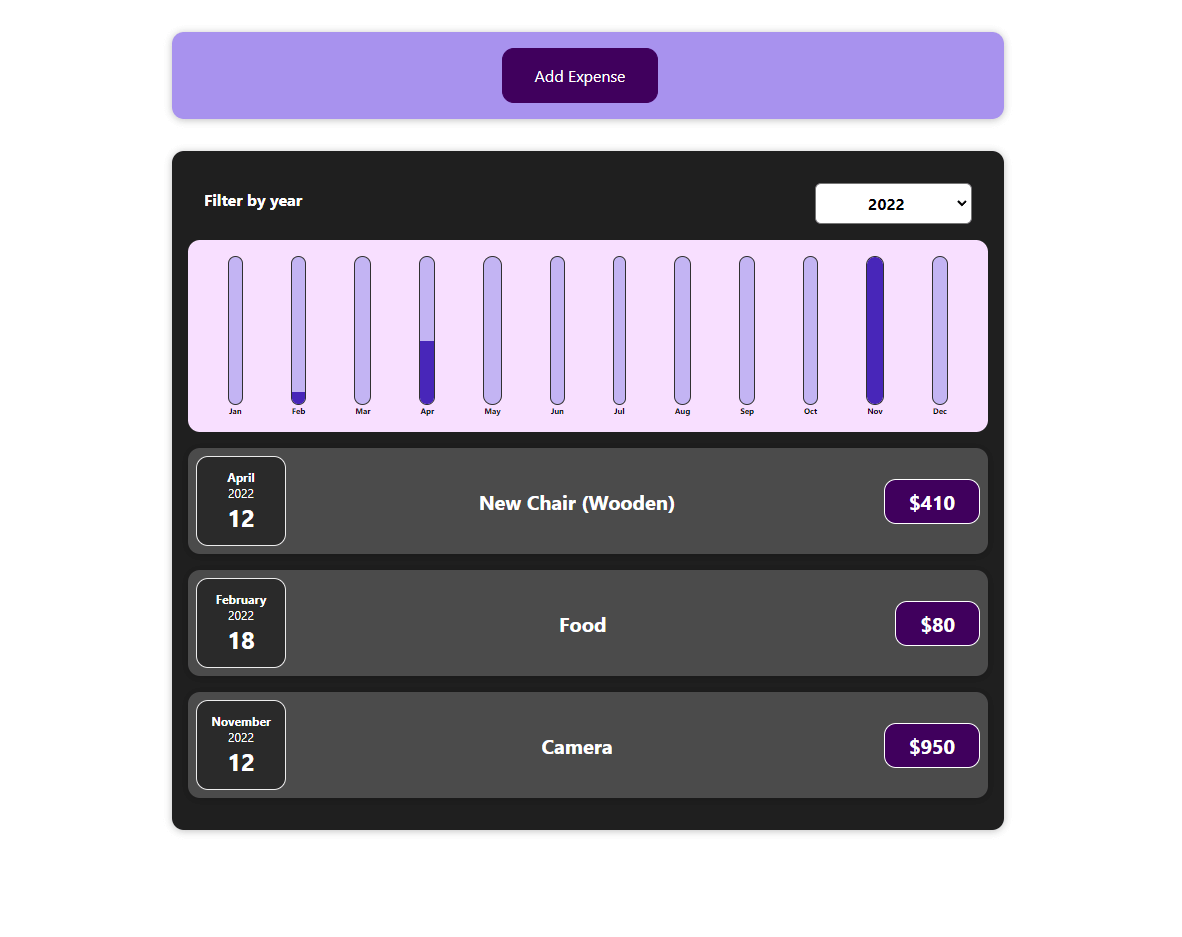 Add Expense
Filter by year
2022
Jan Feb Mar Apr May Jun Jul Aug Sep Oct Nov Dec
April
2022
12
New Chair (Wooden)
$410
February
2022
18
Food
$80
November
2022
12
Camera
$950